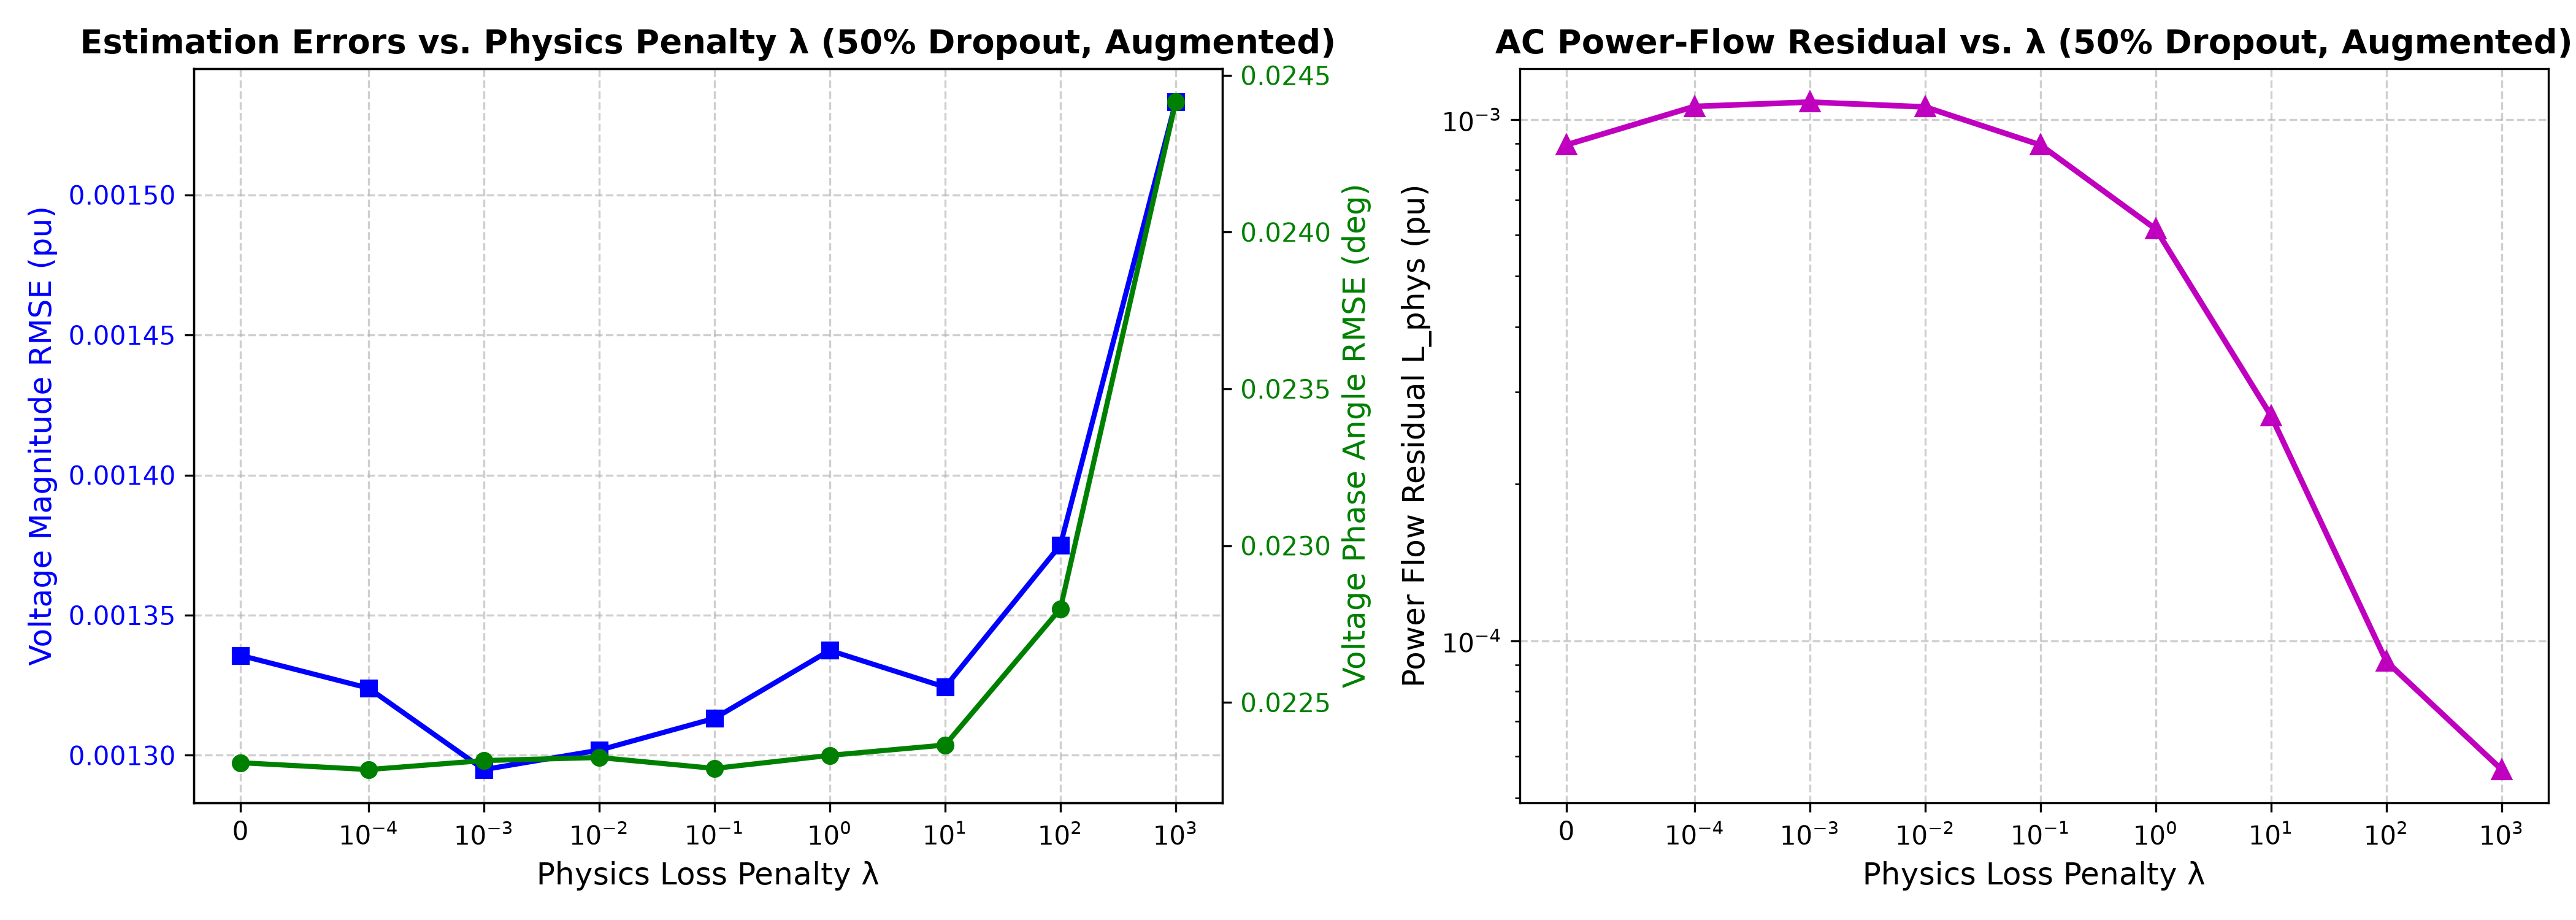 Estimation Errors vs. Physics Penalty λ (50% Dropout, Augmented)
Voltage Magnitude RMSE (pu)
0.00150
0.00145
0.00140
0.00135
0.00130
0.0245
0.0240
0.0235
0.0230
0.0225
Voltage Phase Angle RMSE (deg)
0 10⁻⁴ 10⁻³ 10⁻² 10⁻¹ 10⁰ 10¹ 10² 10³
Physics Loss Penalty λ
AC Power-Flow Residual vs. λ (50% Dropout, Augmented)
Power Flow Residual L_phys (pu)
10⁻³
10⁻⁴
0 10⁻⁴ 10⁻³ 10⁻² 10⁻¹ 10⁰ 10¹ 10² 10³
Physics Loss Penalty λ